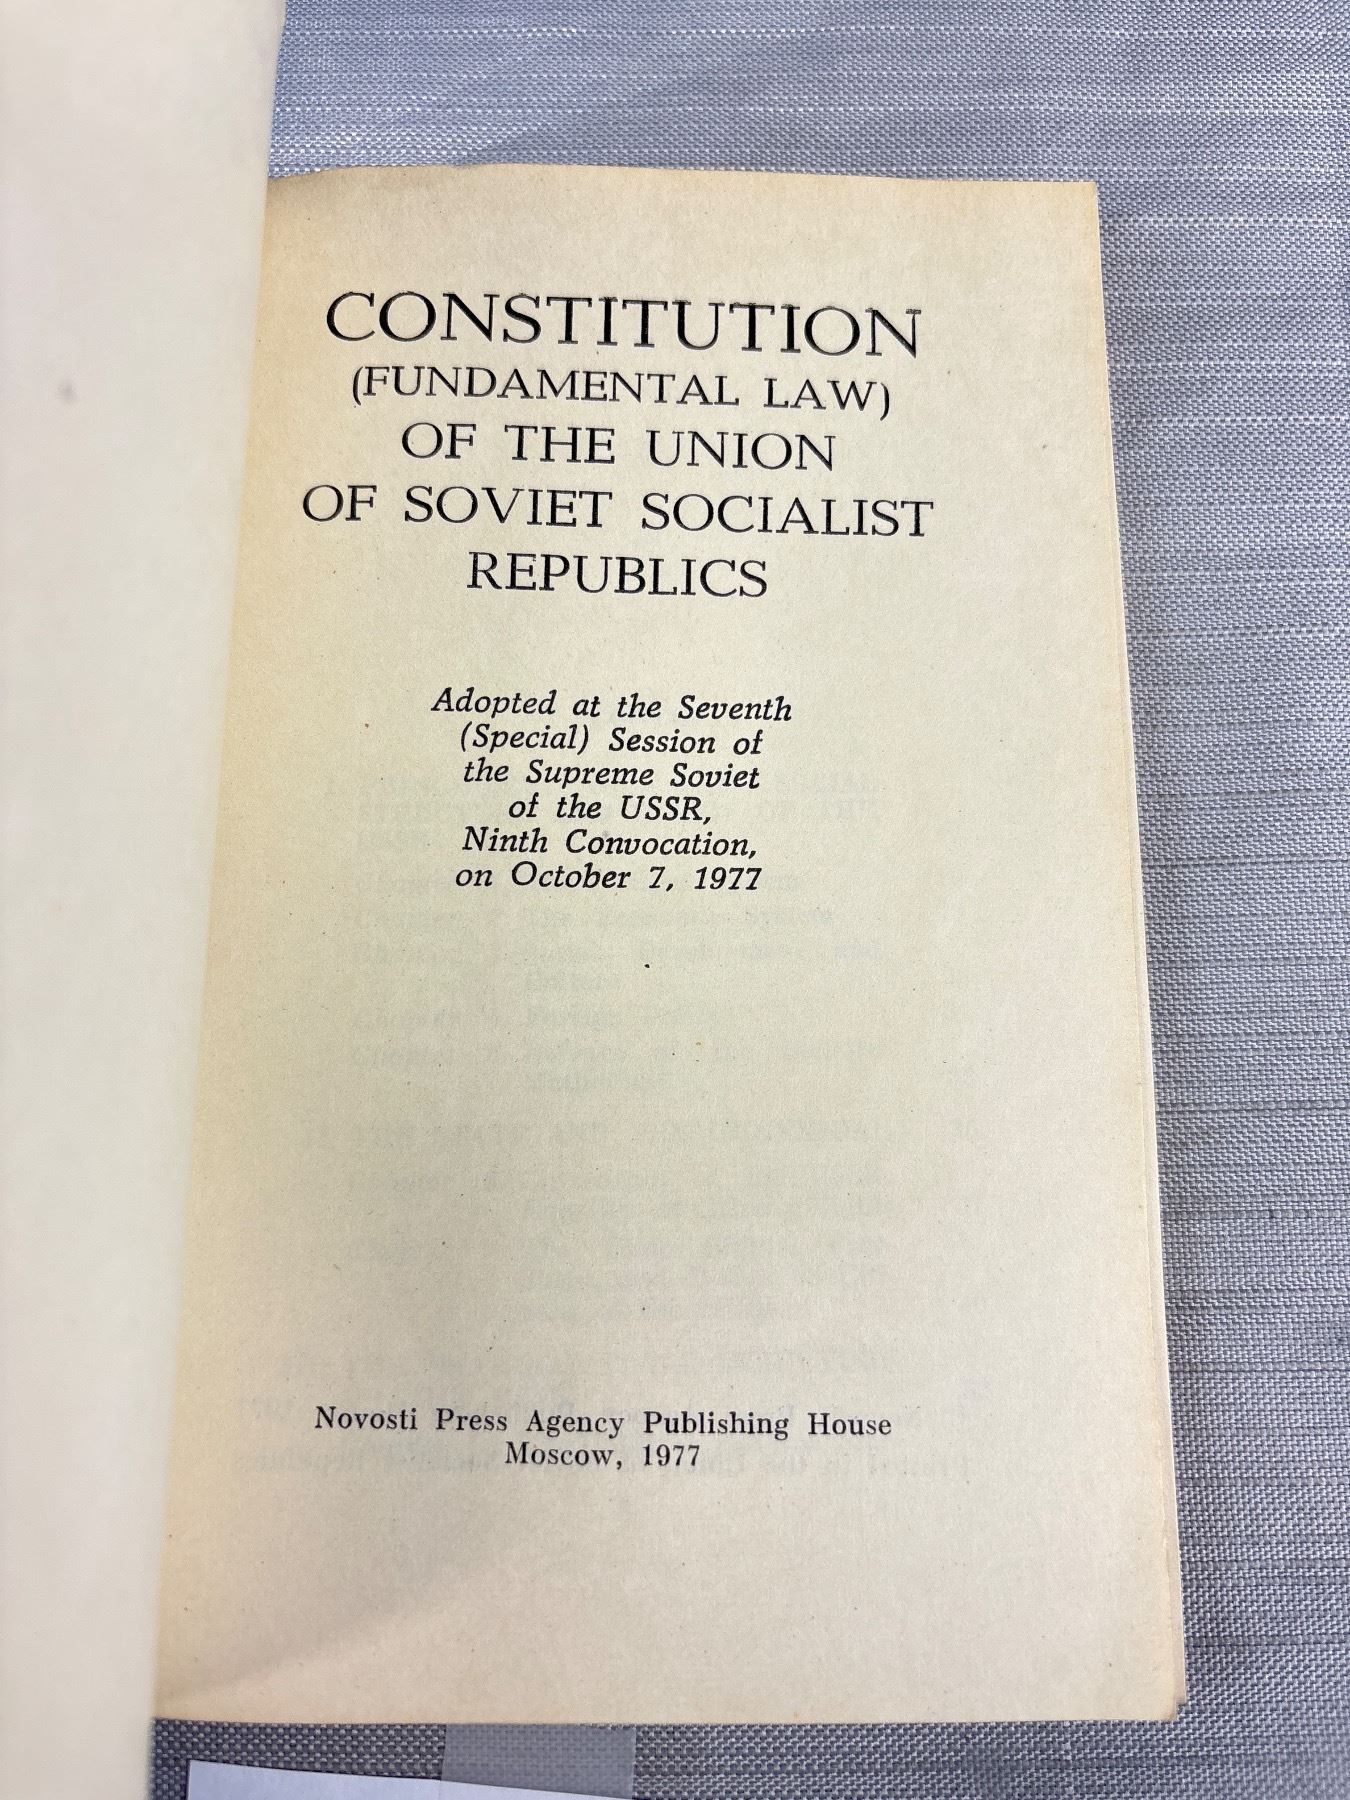 CONSTITUTION
(FUNDAMENTAL LAW)
OF THE UNION
OF SOVIET SOCIALIST
REPUBLICS
Adopted at the Seventh
(Special) Session of
the Supreme Soviet
of the USSR,
Ninth Convocation,
on October 7, 1977
Novosti Press Agency Publishing House
Moscow, 1977